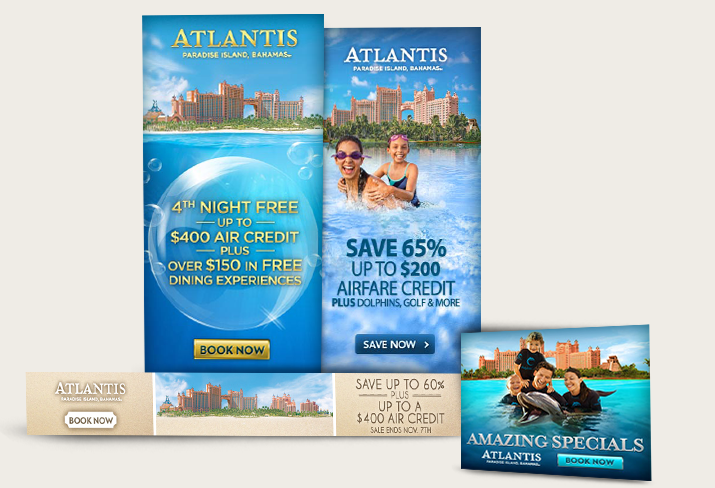 ATLANTIS
PARADISE ISLAND, BAHAMAS
4TH NIGHT FREE
UP TO
$400 AIR CREDIT
PLUS
OVER $150 IN FREE
DINING EXPERIENCES
BOOK NOW
ATLANTIS
PARADISE ISLAND, BAHAMAS
SAVE 65%
UP TO $200
AIRFARE CREDIT
PLUS DOLPHINS, GOLF & MORE
SAVE NOW >
ATLANTIS
PARADISE ISLAND, BAHAMAS
BOOK NOW
SAVE UP TO 60%
PLUS
UP TO A
$400 AIR CREDIT
SALE ENDS NOV. 7TH
AMAZING SPECIALS
ATLANTIS
PARADISE ISLAND, BAHAMAS
BOOK NOW